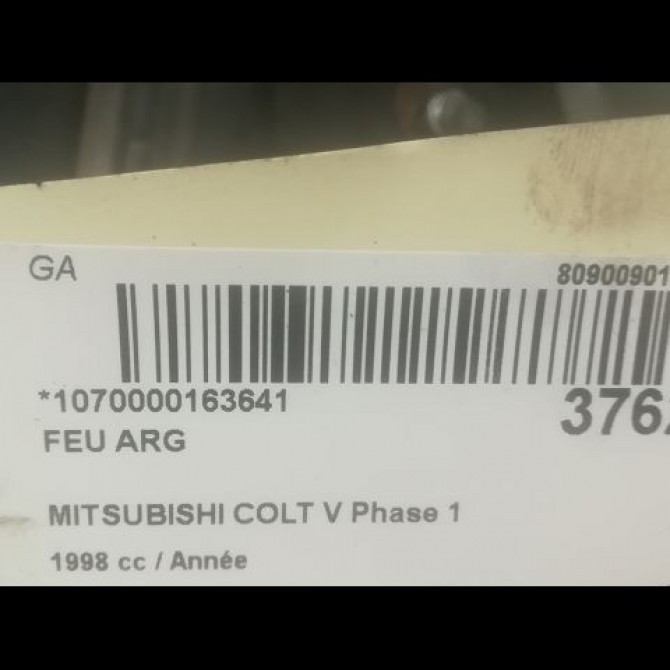 GA
80900901
*1070000163641
376
FEU ARG
MITSUBISHI COLT V Phase 1
1998 cc / Année